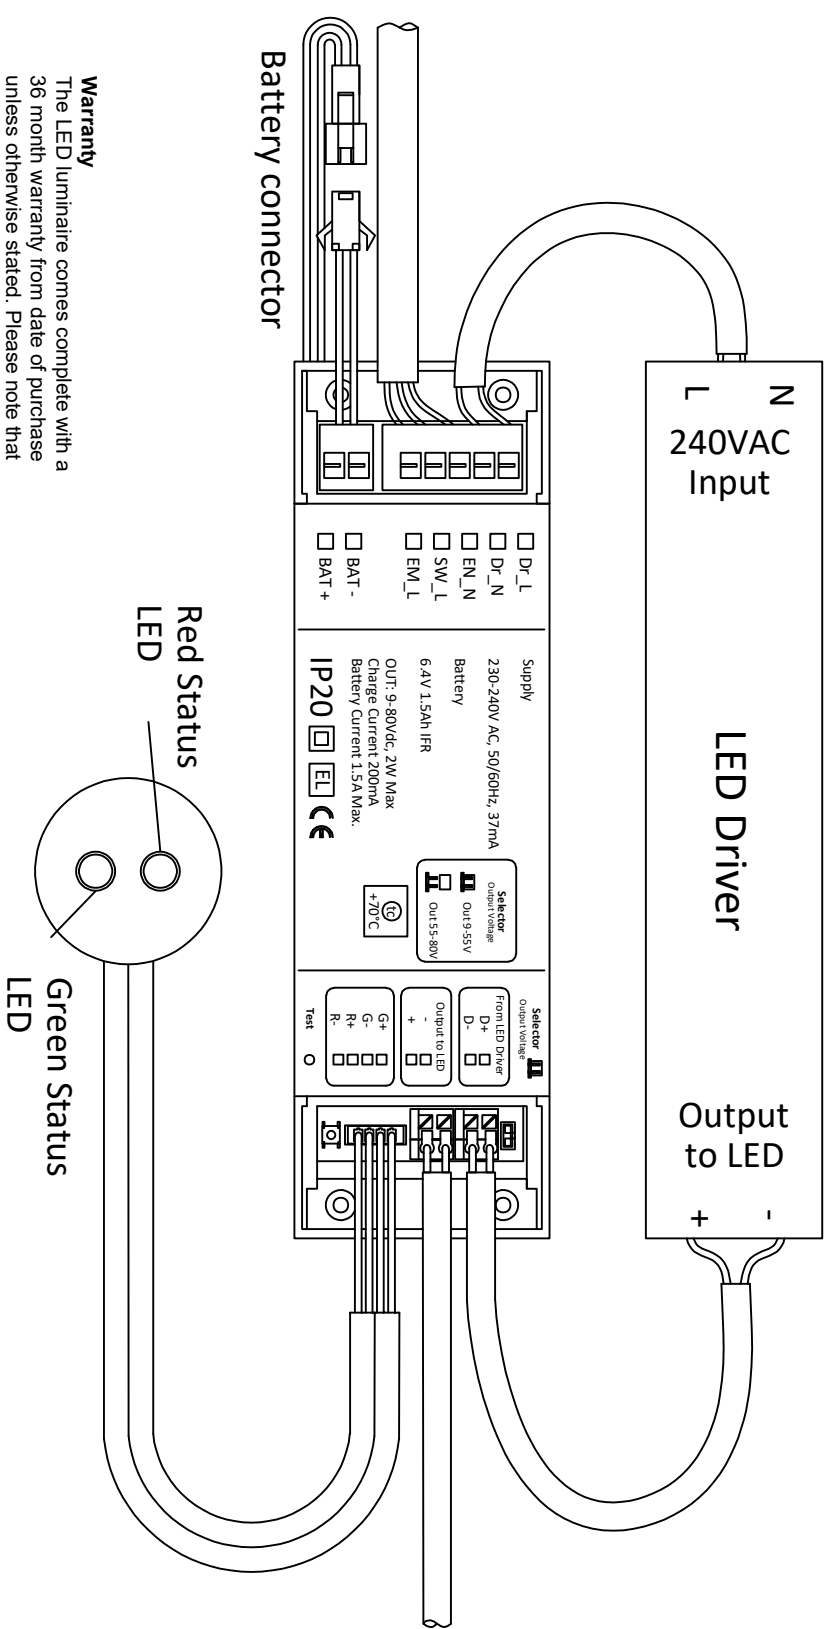 N
L
240VAC
Input
LED Driver
Output
to LED
-
+
Battery connector
Dr_L
Dr_N
EN_N
SW_L
EM_L
BAT -
BAT +
Supply
230-240V AC, 50/60Hz, 37mA
Battery
6.4V 1.5Ah IFR
OUT: 9-80Vdc, 2W Max
Charge Current 200mA
Battery Current 1.5A Max.
IP20 EL CE
Selector
Output Voltage
Out 9-55V
Out 55-80V
tc
+70°C
Selector
Output Voltage
From LED Driver
D+
D-
Output to LED
-
+
G+
G-
R+
R-
Test
Red Status
LED
Green Status
LED
Warranty
The LED luminaire comes complete with a
36 month warranty from date of purchase
unless otherwise stated. Please note that